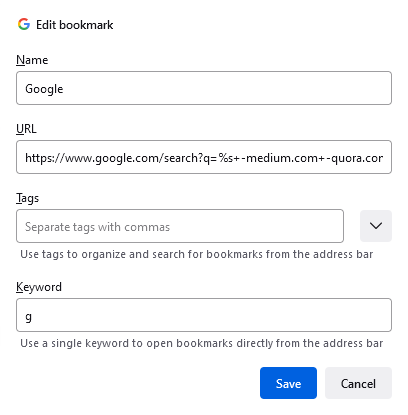 Edit bookmark
Name
Google
URL
https://www.google.com/search?q=%s+-medium.com+-quora.com
Tags
Separate tags with commas
Use tags to organize and search for bookmarks from the address bar
Keyword
g
Use a single keyword to open bookmarks directly from the address bar
Save Cancel